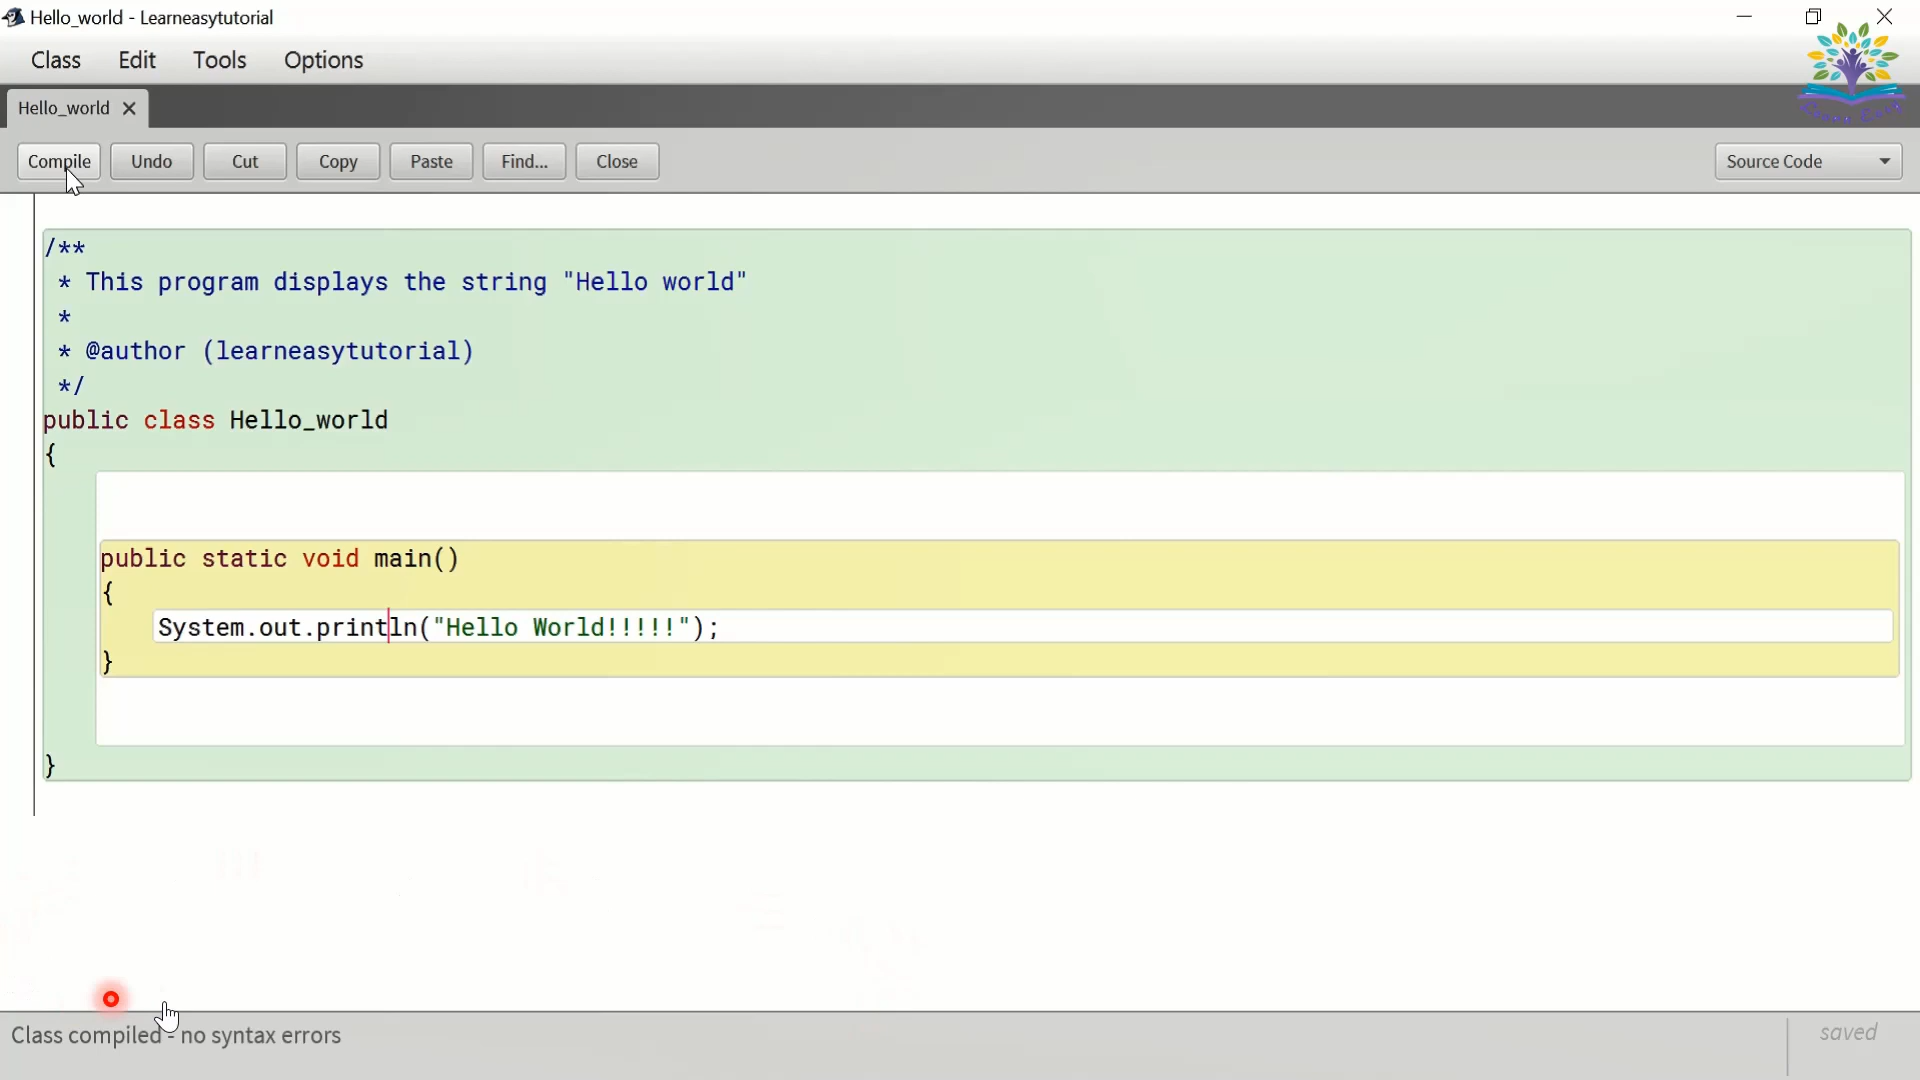 Hello_world - Learneasytutorial
Class Edit Tools Options
Hello_world
Compile Undo Cut Copy Paste Find... Close Source Code
/**
* This program displays the string "Hello world"
*
* @author (learneasytutorial)
*/
public class Hello_world
{
public static void main()
{
System.out.println("Hello World!!!!!");
}
}
Class compiled - no syntax errors
saved